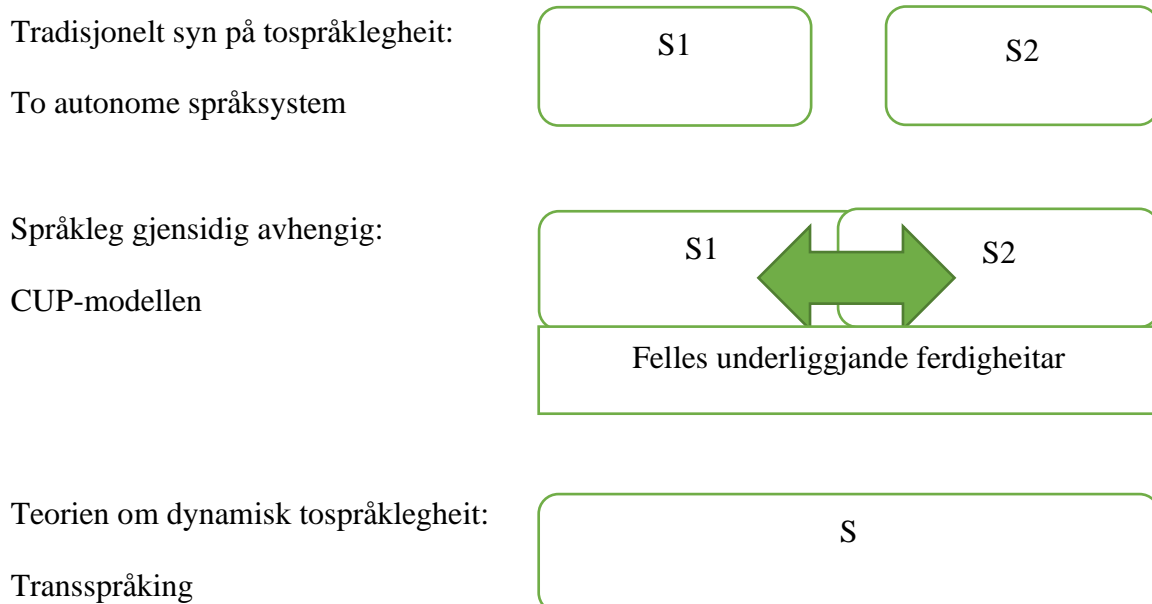 Tradisjonelt syn på tospråklegheit:
S1
S2
To autonome språksystem
Språkleg gjensidig avhengig:
S1
S2
CUP-modellen
Felles underliggjande ferdigheitar
Teorien om dynamisk tospråklegheit:
S
Transspråking